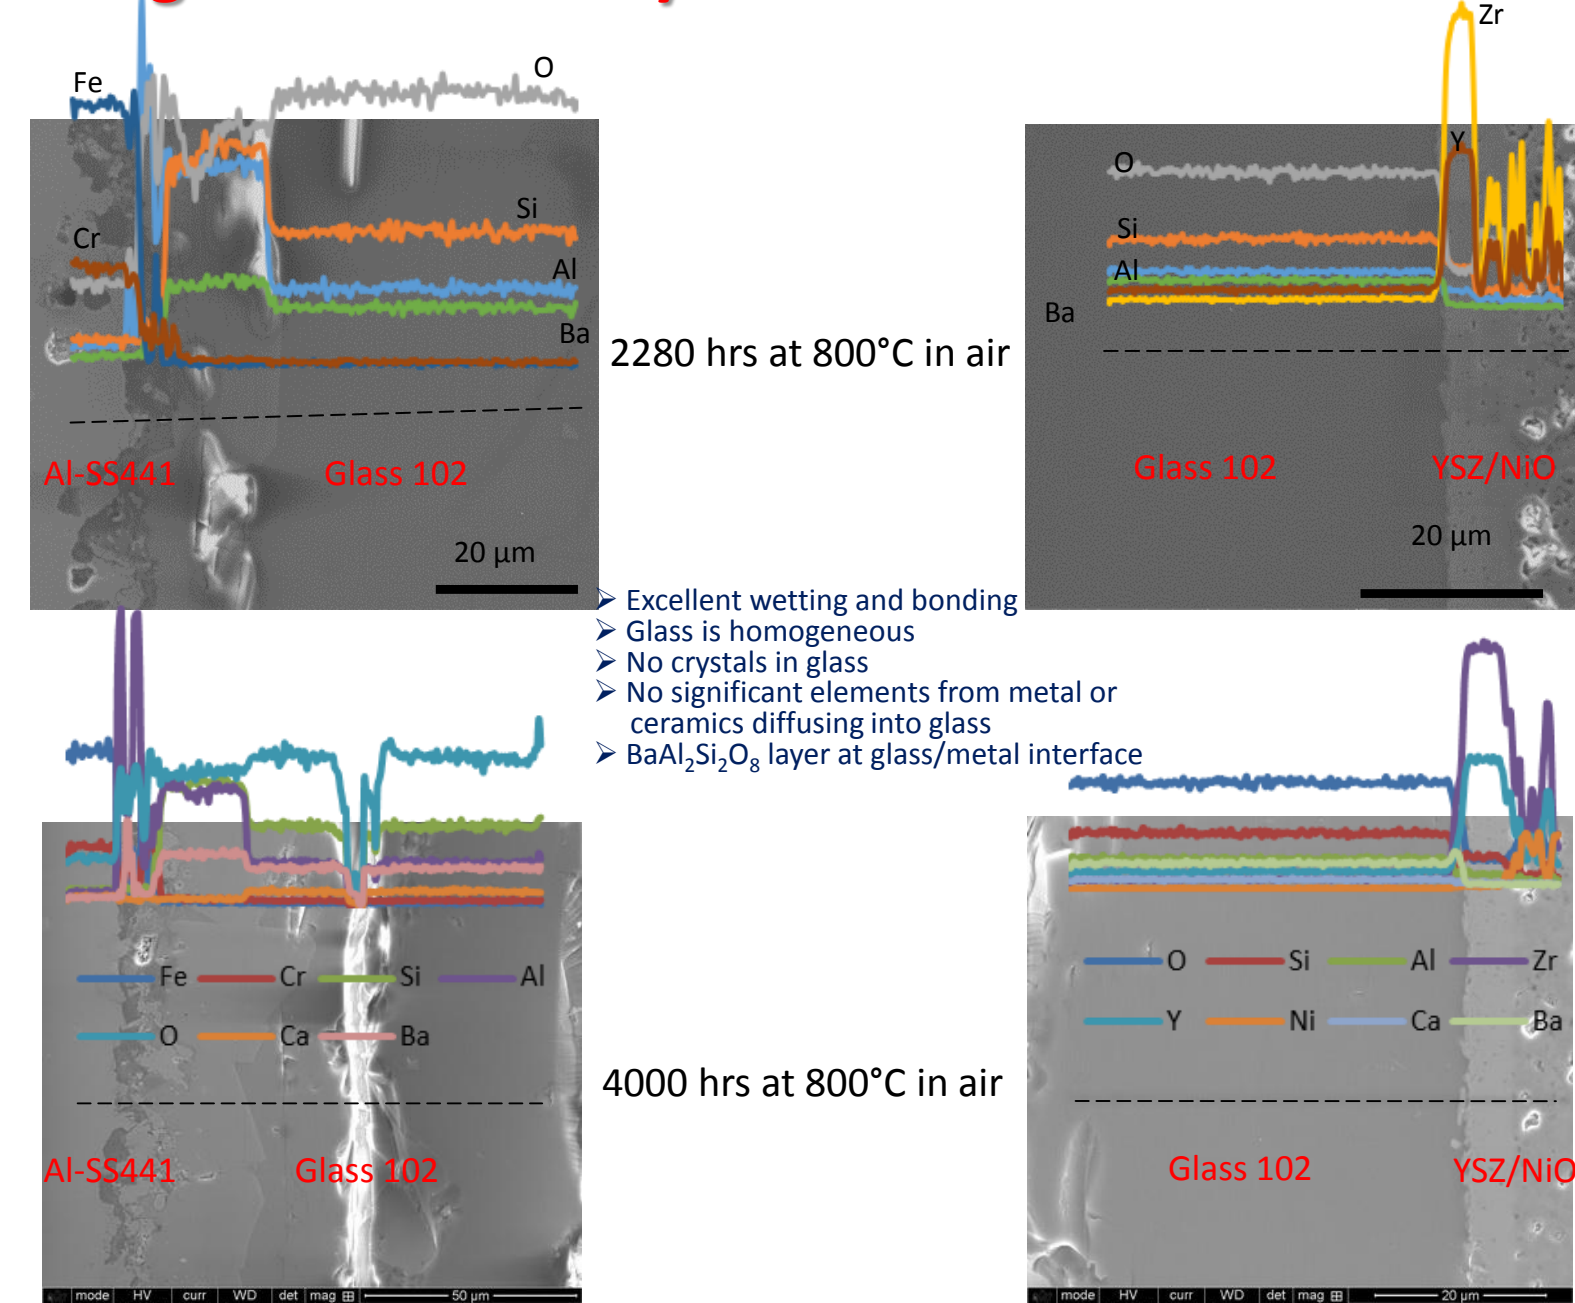 Fe
O
Cr
Si
Al
Ba
Al-SS441
Glass 102
20 µm
2280 hrs at 800°C in air
Zr
Y
O
Si
Al
Ba
Glass 102
YSZ/NiO
20 µm
➢ Excellent wetting and bonding
➢ Glass is homogeneous
➢ No crystals in glass
➢ No significant elements from metal or
ceramics diffusing into glass
➢ BaAl₂Si₂O₈ layer at glass/metal interface
Fe Cr Si Al
O Ca Ba
Al-SS441
Glass 102
mode HV curr WD det mag 50 µm
4000 hrs at 800°C in air
O Si Al Zr
Y Ni Ca Ba
Glass 102
YSZ/NiO
mode HV curr WD det mag 20 µm